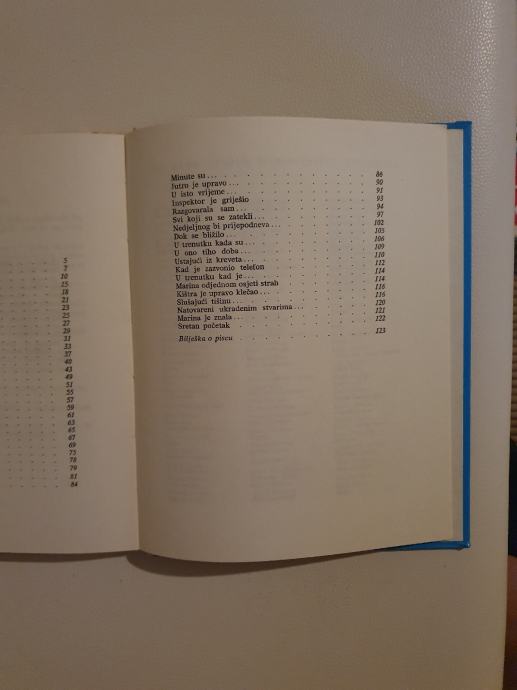 5
7
10
15
18
21
23
25
27
29
31
33
37
40
43
49
51
55
57
59
61
63
65
67
69
75
78
79
81
84
Minute su... 86
Jutro je upravo... 90
U isto vrijeme... 91
Inspektor je griješio 93
Razgovarala sam... 94
Svi koji su se zatekli... 97
Nedjeljnog bi prijepodneva... 102
Dok se bližilo... 105
U trenutku kada su... 106
U ono tiho doba... 109
Ustajući iz kreveta 110
Kad je zazvonio telefon 112
U trenutku kad je... 114
Marina odjednom osjeti strah 114
Kištra je upravo klečao... 116
Slušajući tišinu... 116
Natovareni ukradenim stvarima... 120
Marina je znala... 121
Sretan početak 122
Bilješka o piscu 123